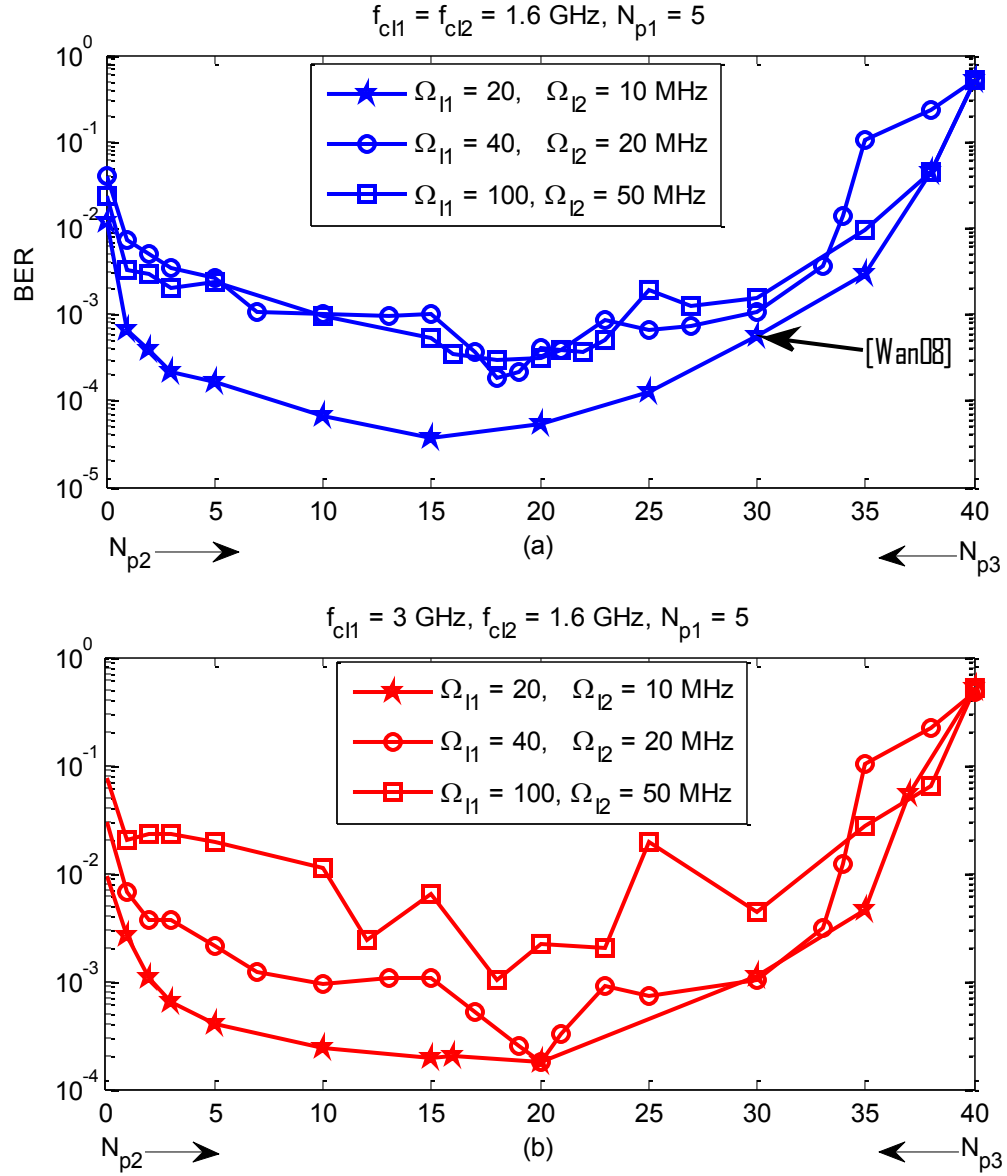 f_cl1 = f_cl2 = 1.6 GHz, N_p1 = 5
10^0
10^-1
10^-2
10^-3
10^-4
10^-5
BER
Ω_l1 = 20, Ω_l2 = 10 MHz
Ω_l1 = 40, Ω_l2 = 20 MHz
Ω_l1 = 100, Ω_l2 = 50 MHz
[Wan08]
0 5 10 15 20 25 30 35 40
N_p2 (a) N_p3
f_cl1 = 3 GHz, f_cl2 = 1.6 GHz, N_p1 = 5
10^0
10^-1
10^-2
10^-3
10^-4
Ω_l1 = 20, Ω_l2 = 10 MHz
Ω_l1 = 40, Ω_l2 = 20 MHz
Ω_l1 = 100, Ω_l2 = 50 MHz
0 5 10 15 20 25 30 35 40
N_p2 (b) N_p3